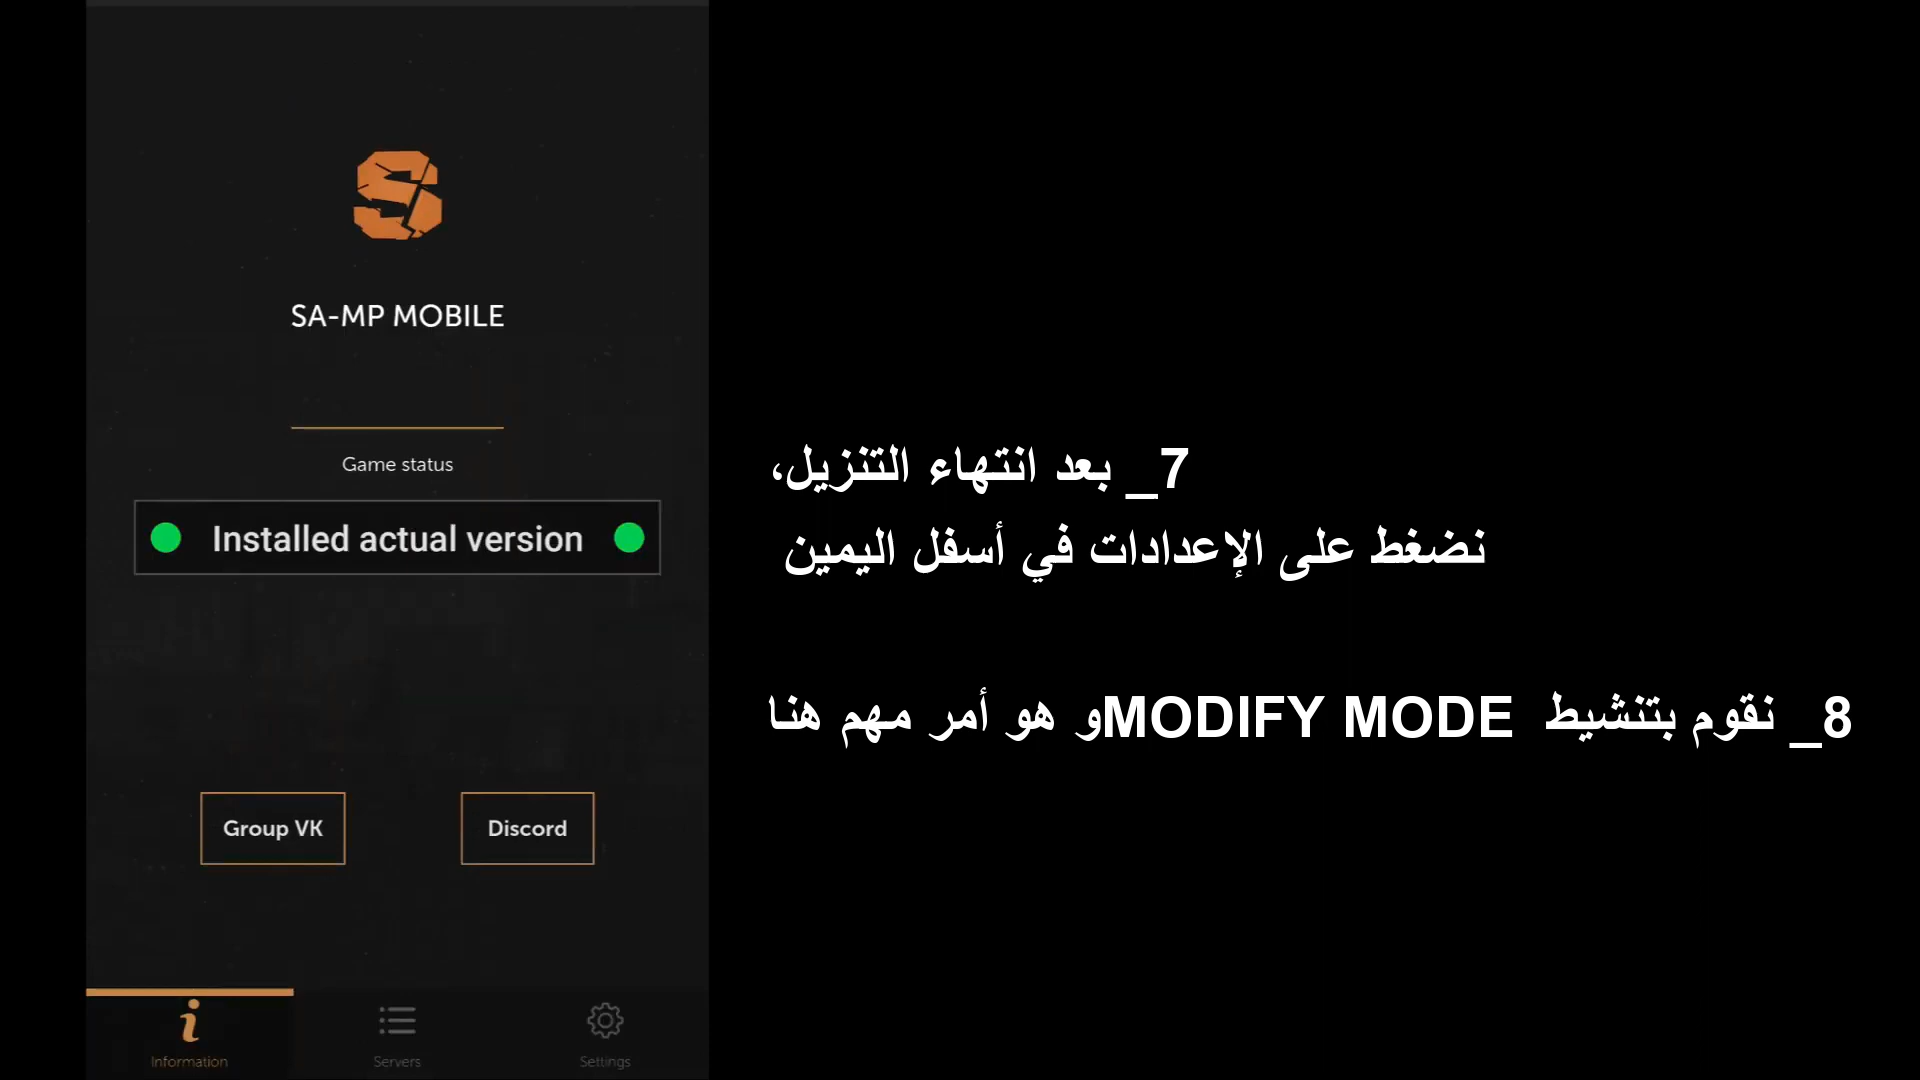 SA-MP MOBILE
Game status
Installed actual version
Group VK
Discord
Information
Servers
Settings
7_ بعد انتهاء التنزيل،
نضغط على الإعدادات في أسفل اليمين
8_ نقوم بتنشيط MODIFY MODEو هو أمر مهم هنا